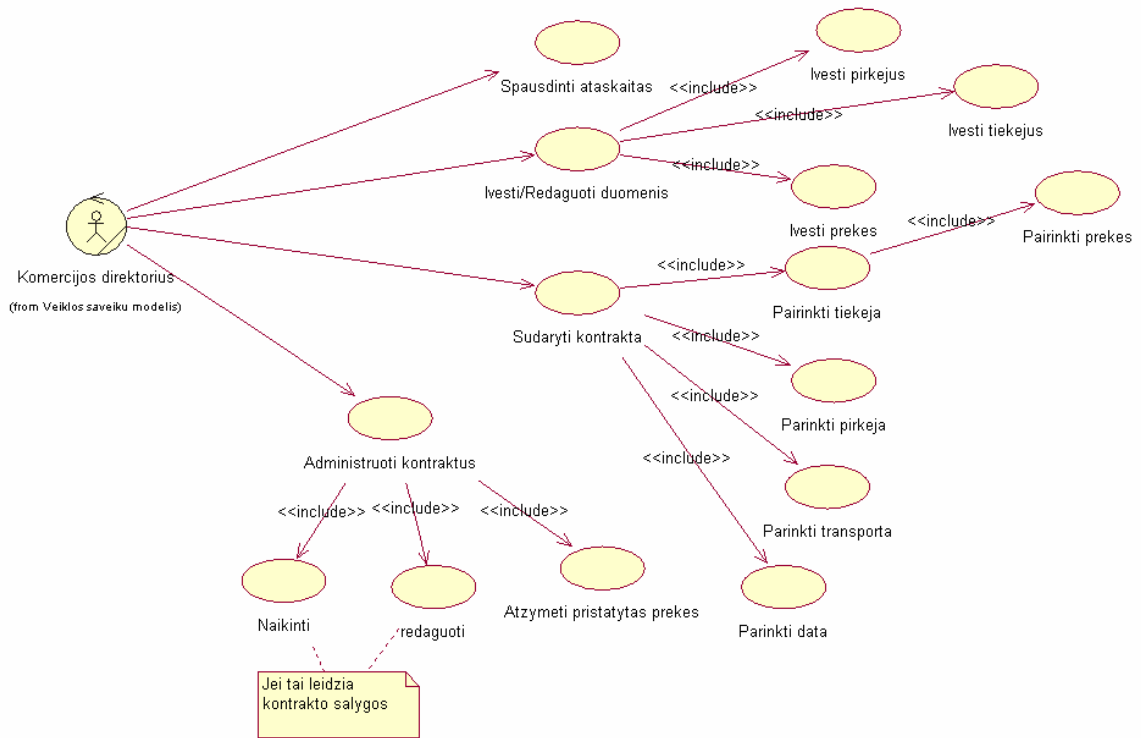 Spausdinti ataskaitas
Ivesti pirkejus
<<include>>
Ivesti tiekejus
<<include>>
Ivesti/Redaguoti duomenis
<<include>>
Ivesti prekes
<<include>>
Pairinkti prekes
Komercijos direktorius
(from Veiklos saveiku modelis)
<<include>>
Pairinkti tiekeja
Sudaryti kontrakta
<<include>>
Parinkti pirkeja
<<include>>
Parinkti transporta
<<include>>
Parinkti data
Administruoti kontraktus
<<include>>
<<include>>
<<include>>
Naikinti
redaguoti
Atzymeti pristatytas prekes
Jei tai leidzia
kontrakto salygos